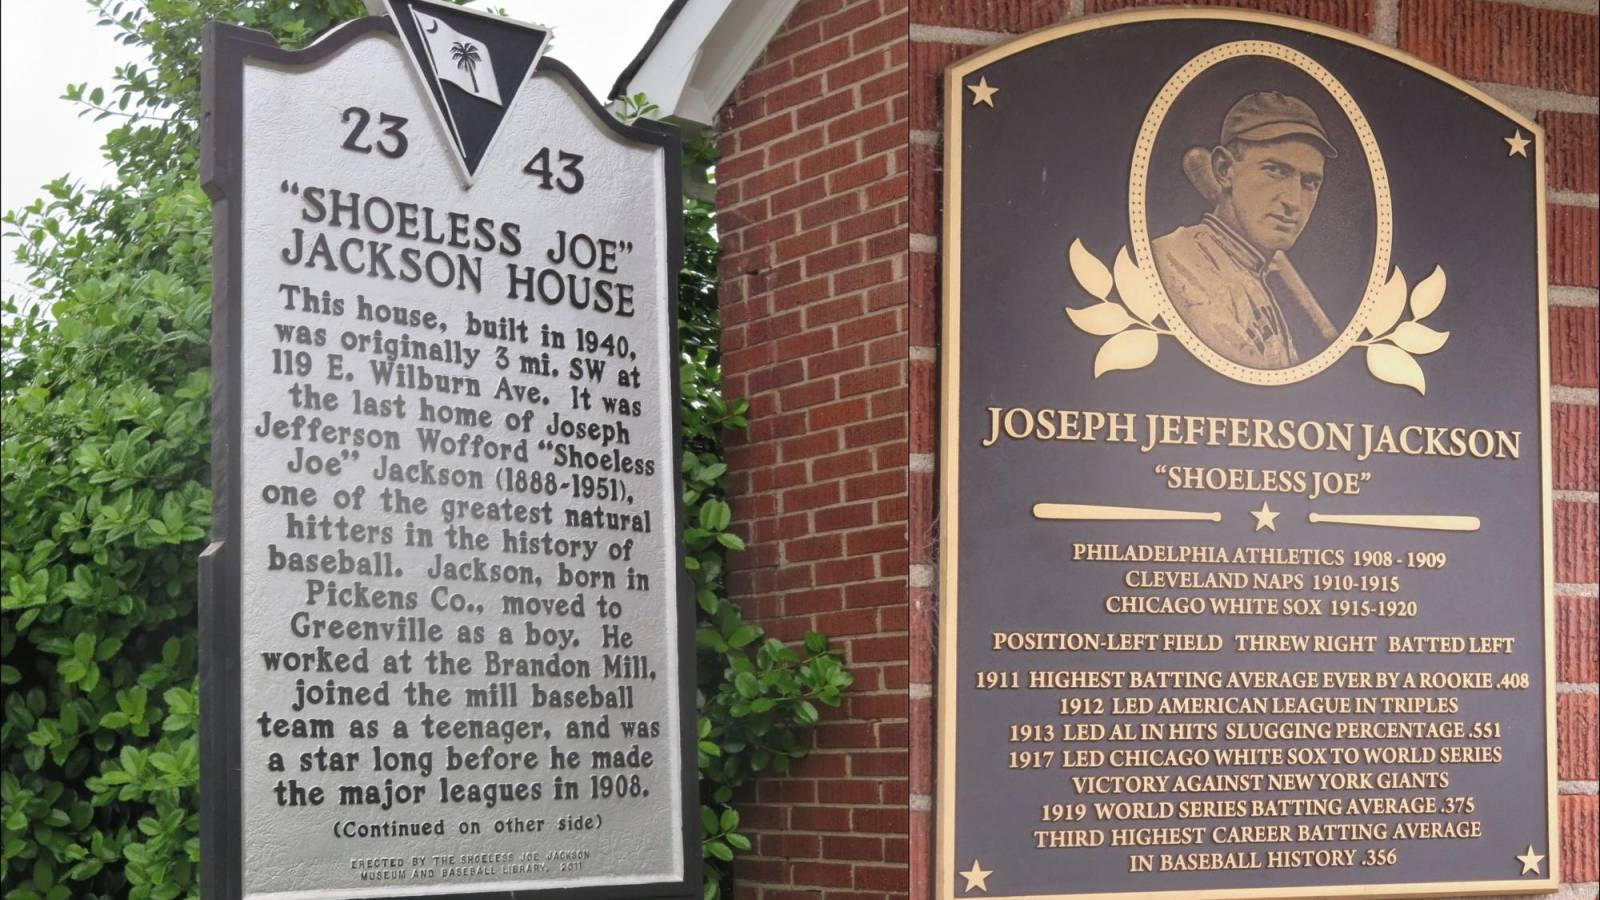 23 43
"SHOELESS JOE"
JACKSON HOUSE
This house, built in 1940,
was originally 3 mi. SW at
119 E. Wilburn Ave. It was
the last home of Joseph
Jefferson Wofford "Shoeless
Joe" Jackson (1888-1951),
one of the greatest natural
hitters in the history of
baseball. Jackson, born in
Pickens Co., moved to
Greenville as a boy. He
worked at the Brandon Mill,
joined the mill baseball
team as a teenager, and was
a star long before he made
the major leagues in 1908.
(Continued on other side)
ERECTED BY THE SHOELESS JOE JACKSON
MUSEUM AND BASEBALL LIBRARY, 2011
JOSEPH JEFFERSON JACKSON
"SHOELESS JOE"
PHILADELPHIA ATHLETICS 1908 - 1909
CLEVELAND NAPS 1910-1915
CHICAGO WHITE SOX 1915-1920
POSITION-LEFT FIELD THREW RIGHT BATTED LEFT
1911 HIGHEST BATTING AVERAGE EVER BY A ROOKIE .408
1912 LED AMERICAN LEAGUE IN TRIPLES
1913 LED AL IN HITS SLUGGING PERCENTAGE .551
1917 LED CHICAGO WHITE SOX TO WORLD SERIES
VICTORY AGAINST NEW YORK GIANTS
1919 WORLD SERIES BATTING AVERAGE .375
THIRD HIGHEST CAREER BATTING AVERAGE
IN BASEBALL HISTORY .356